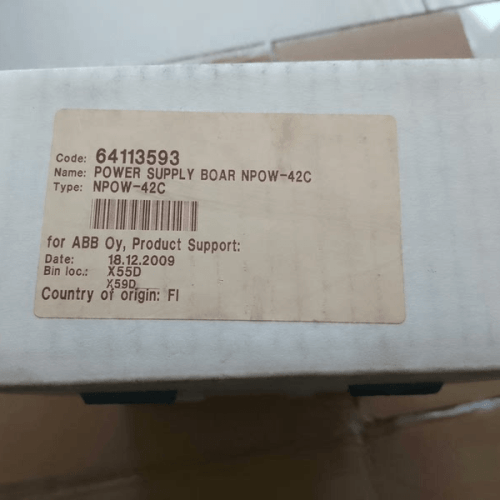 Code: 64113593
Name: POWER SUPPLY BOAR NPOW-42C
Type: NPOW-42C
for ABB Oy, Product Support:
Date: 18.12.2009
Bin loc.: X55D
X59D
Country of origin: FI